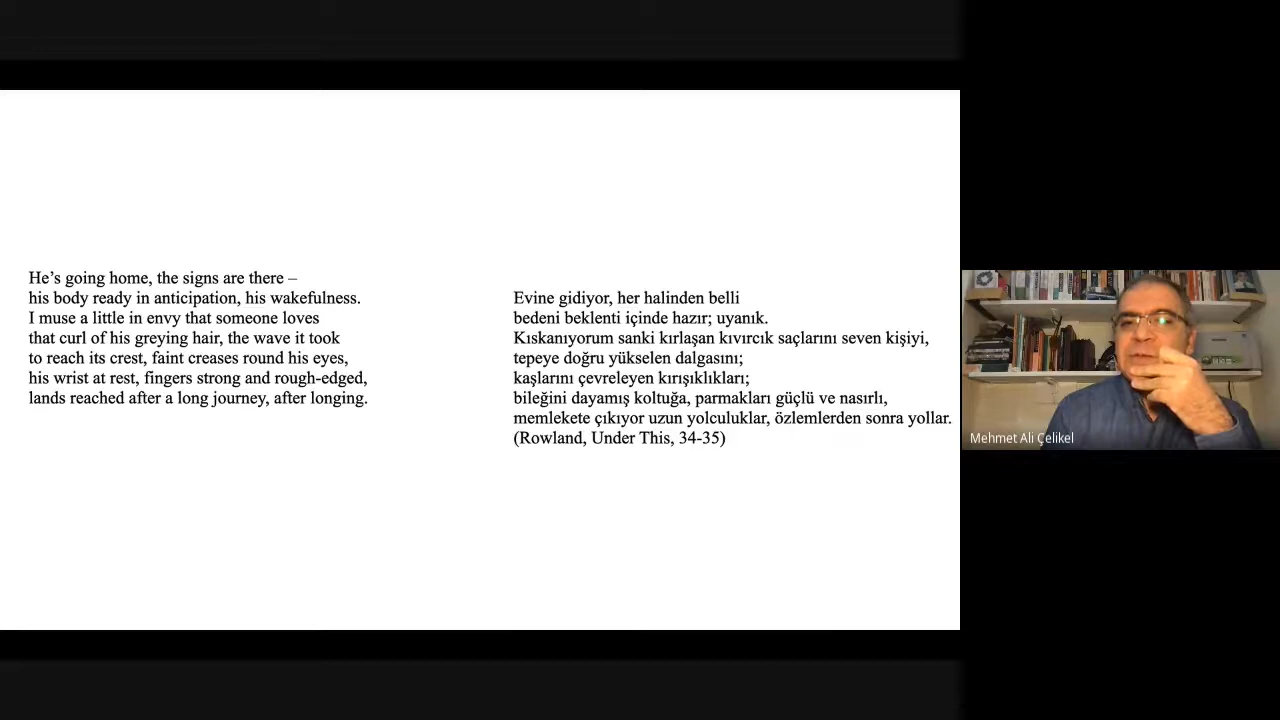 He’s going home, the signs are there –
his body ready in anticipation, his wakefulness.
I muse a little in envy that someone loves
that curl of his greying hair, the wave it took
to reach its crest, faint creases round his eyes,
his wrist at rest, fingers strong and rough-edged,
lands reached after a long journey, after longing.
Evine gidiyor, her halinden belli
bedeni beklenti içinde hazır; uyanık.
Kıskanıyorum sanki kırlaşan kıvırcık saçlarını seven kişiyi,
tepeye doğru yükselen dalgasını;
kaşlarını çevreleyen kırışıklıkları;
bileğini dayamış koltuğa, parmakları güçlü ve nasırlı,
memlekete çıkıyor uzun yolculuklar, özlemlerden sonra yollar.
(Rowland, Under This, 34-35)
Mehmet Ali Çelikel